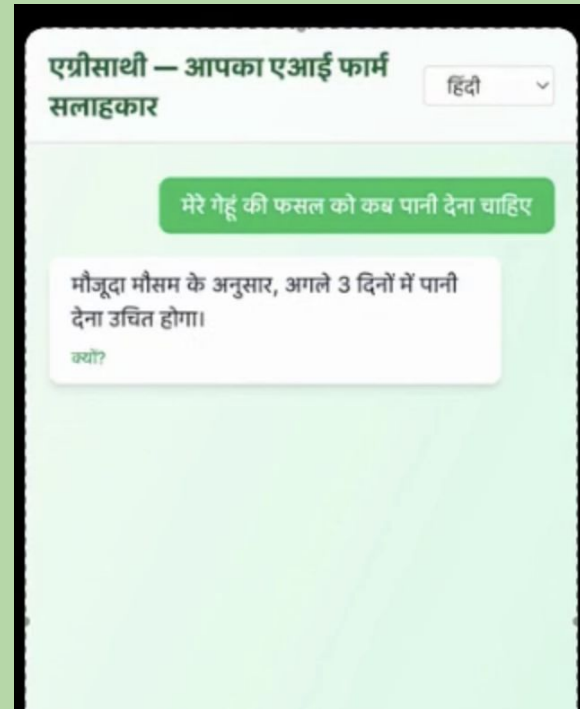 एग्रीसाथी — आपका एआई फार्म
सलाहकार
हिंदी
मेरे गेहूं की फसल को कब पानी देना चाहिए
मौजूदा मौसम के अनुसार, अगले 3 दिनों में पानी
देना उचित होगा।
क्यों?